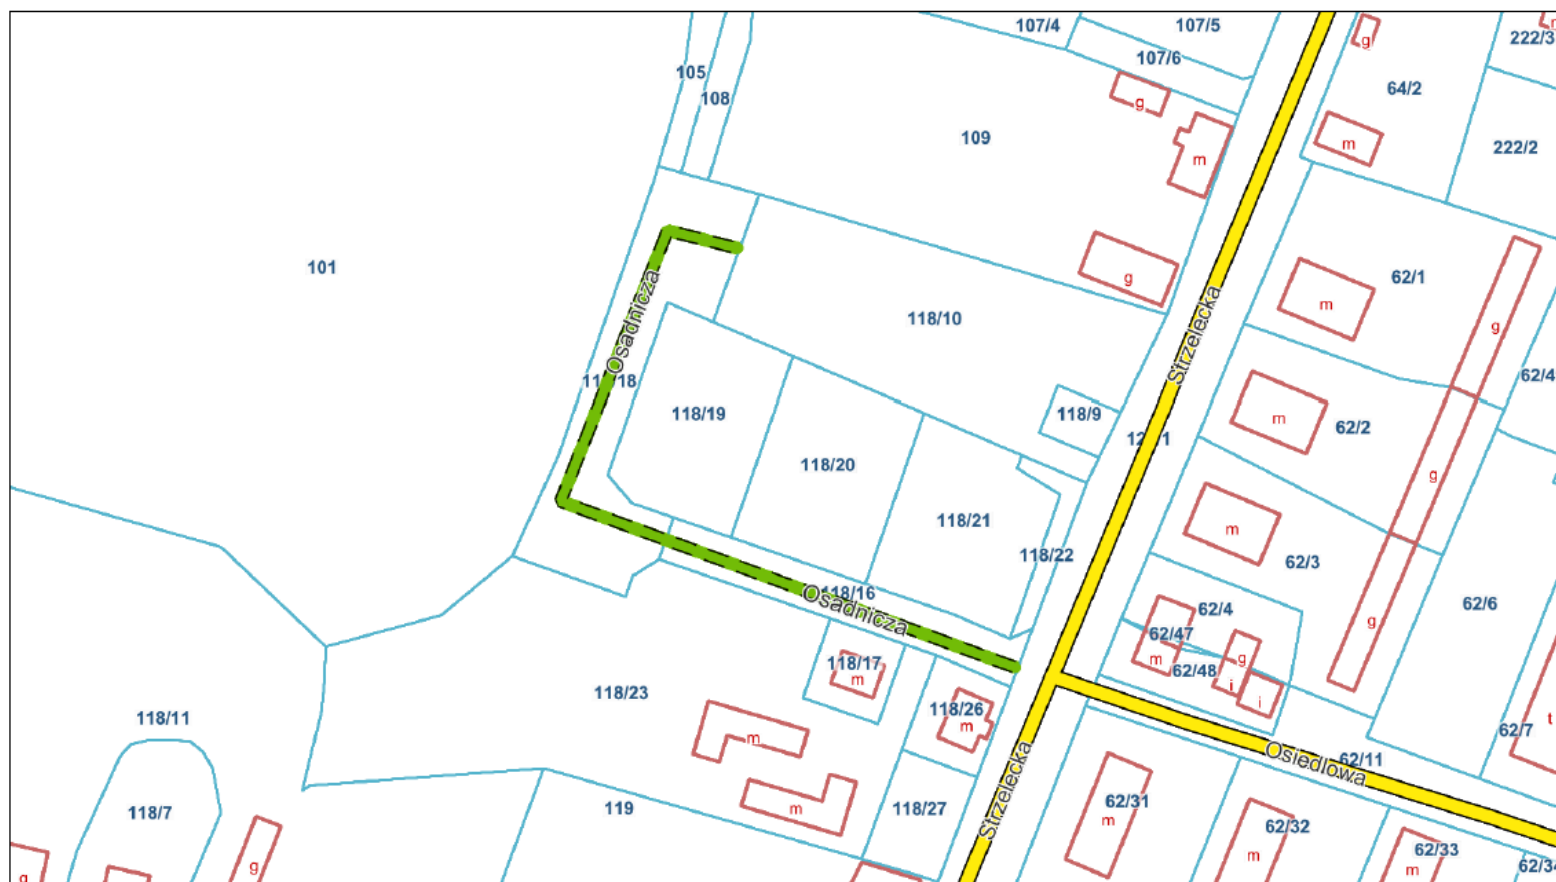 107/4
107/5
222/3
g
107/6
105
64/2
108
g
109
m
m
222/2
101
g
62/1
m
g
Osadnicza
118/10
Strzelecka
62/4
118/19
118/9
m
62/2
118/20
g
118/21
m
118/22
62/3
118/16
Osadnicza
62/4
62/6
g
62/47
118/17
m
g
62/48
m
i
i
118/23
118/11
118/26
m
m
62/7
t
Strzelecka
Osiedlowa
62/11
118/7
119
m
118/27
62/31
m
62/32
m
62/33
m
g
g